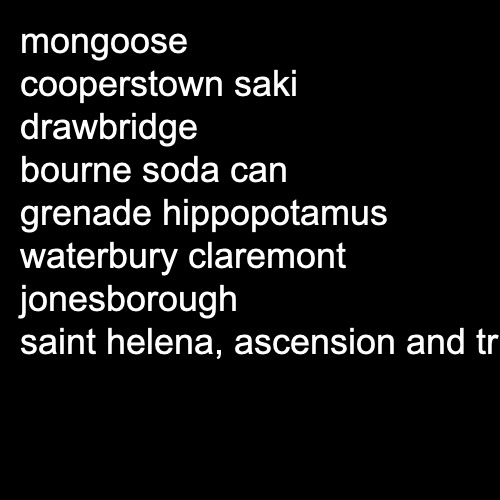 mongoose
cooperstown saki
drawbridge
bourne soda can
grenade hippopotamus
waterbury claremont
jonesborough
saint helena, ascension and tr